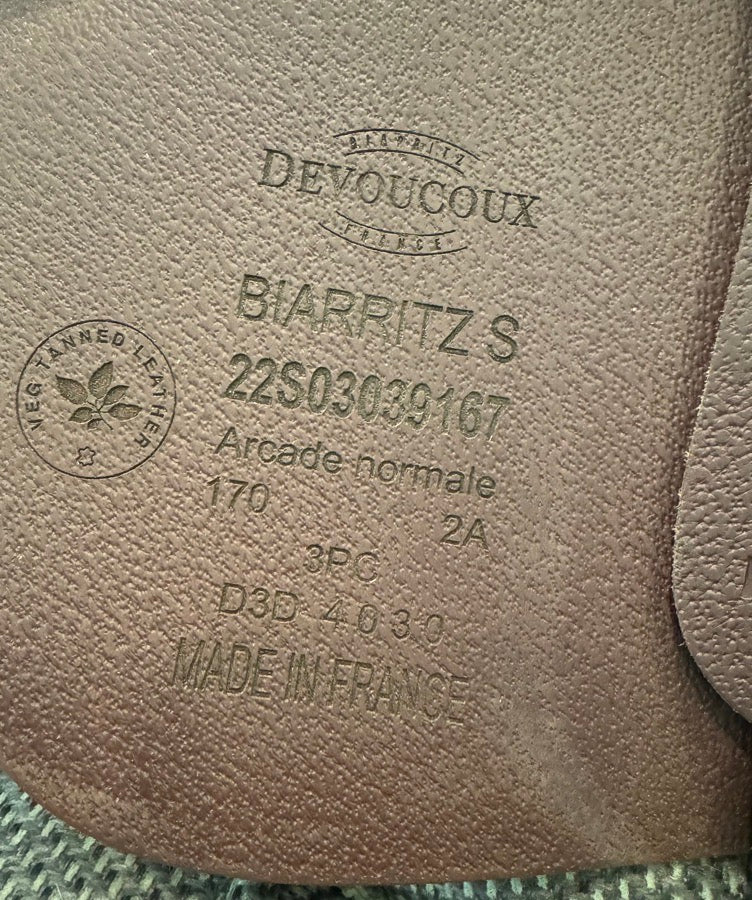 BIARRITZ
DEVOUCOUX
FRANCE
BIARRITZ S
22S03039167
VEG TANNED LEATHER
Arcade normale
170 2A
3PC
D3D 4030
MADE IN FRANCE